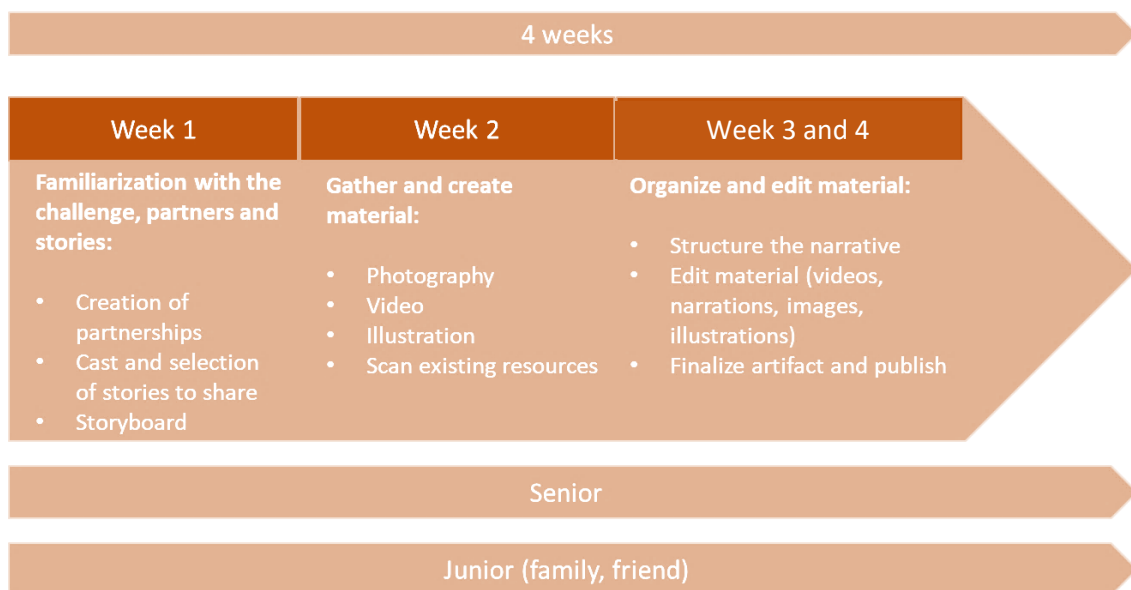 4 weeks
Week 1
Familiarization with the
challenge, partners and
stories:
• Creation of
partnerships
• Cast and selection
of stories to share
• Storyboard
Week 2
Gather and create
material:
• Photography
• Video
• Illustration
• Scan existing resources
Week 3 and 4
Organize and edit material:
• Structure the narrative
• Edit material (videos,
narrations, images,
illustrations)
• Finalize artifact and publish
Senior
Junior (family, friend)